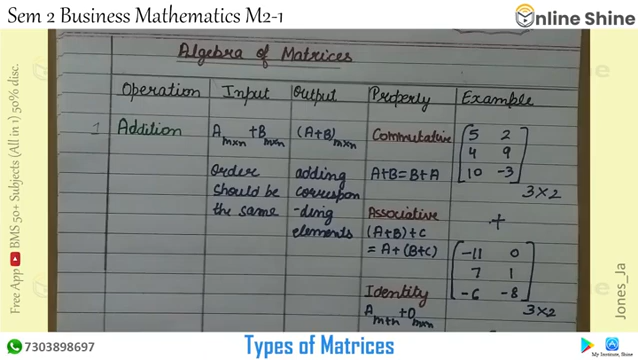 Sem 2 Business Mathematics M2-1
Online Shine
Algebra of Matrices
Operation Input Output Property Example
1 Addition
A m×n + B m×n
order
should be
the same
(A+B) m×n
adding
correspon
-ding
elements
Commutative
A+B=B+A
Associative
(A+B)+C
= A+(B+C)
Identity
A m×n + O m×n
5 2
4 9
10 -3
3×2
+
-11 0
7 1
-6 -8
3×2
Free App BMS 50+ Subjects (All in 1) 50% disc.
Jones_Ja
7303898697
Types of Matrices
My Institute, Shine